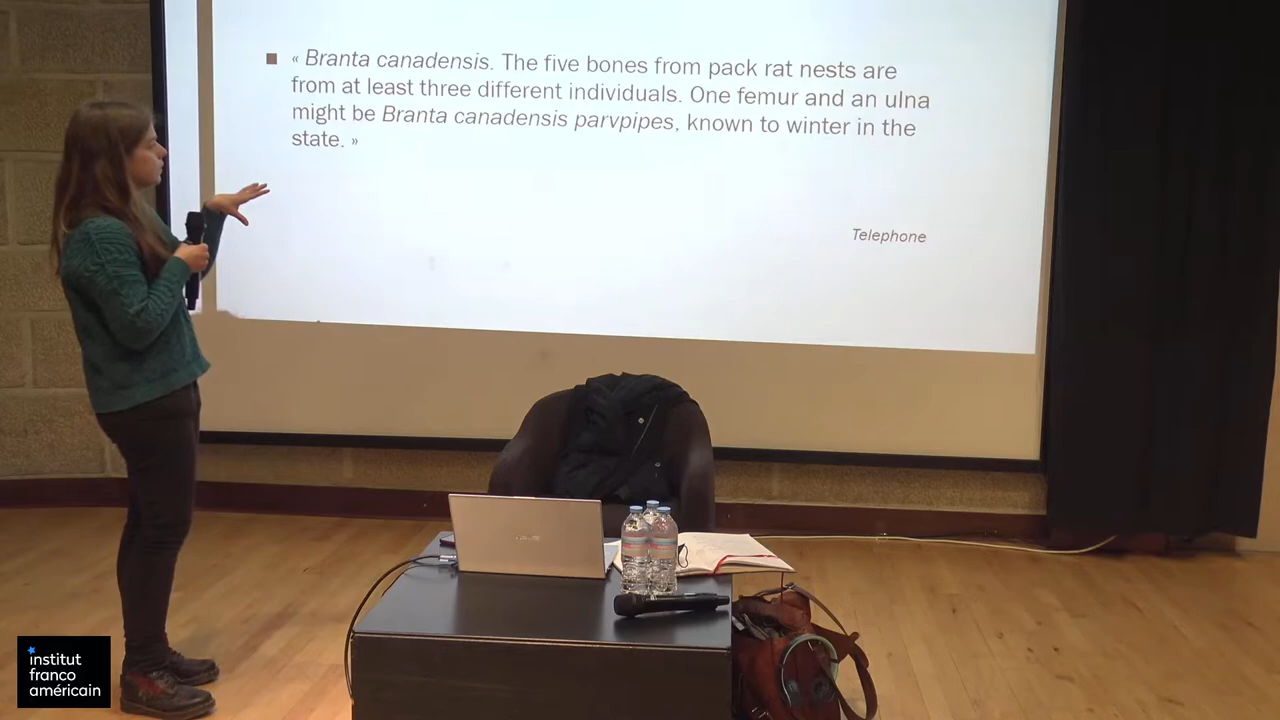 « Branta canadensis. The five bones from pack rat nests are
from at least three different individuals. One femur and an ulna
might be Branta canadensis parvpipes, known to winter in the
state. »
Telephone
institut
franco
américain